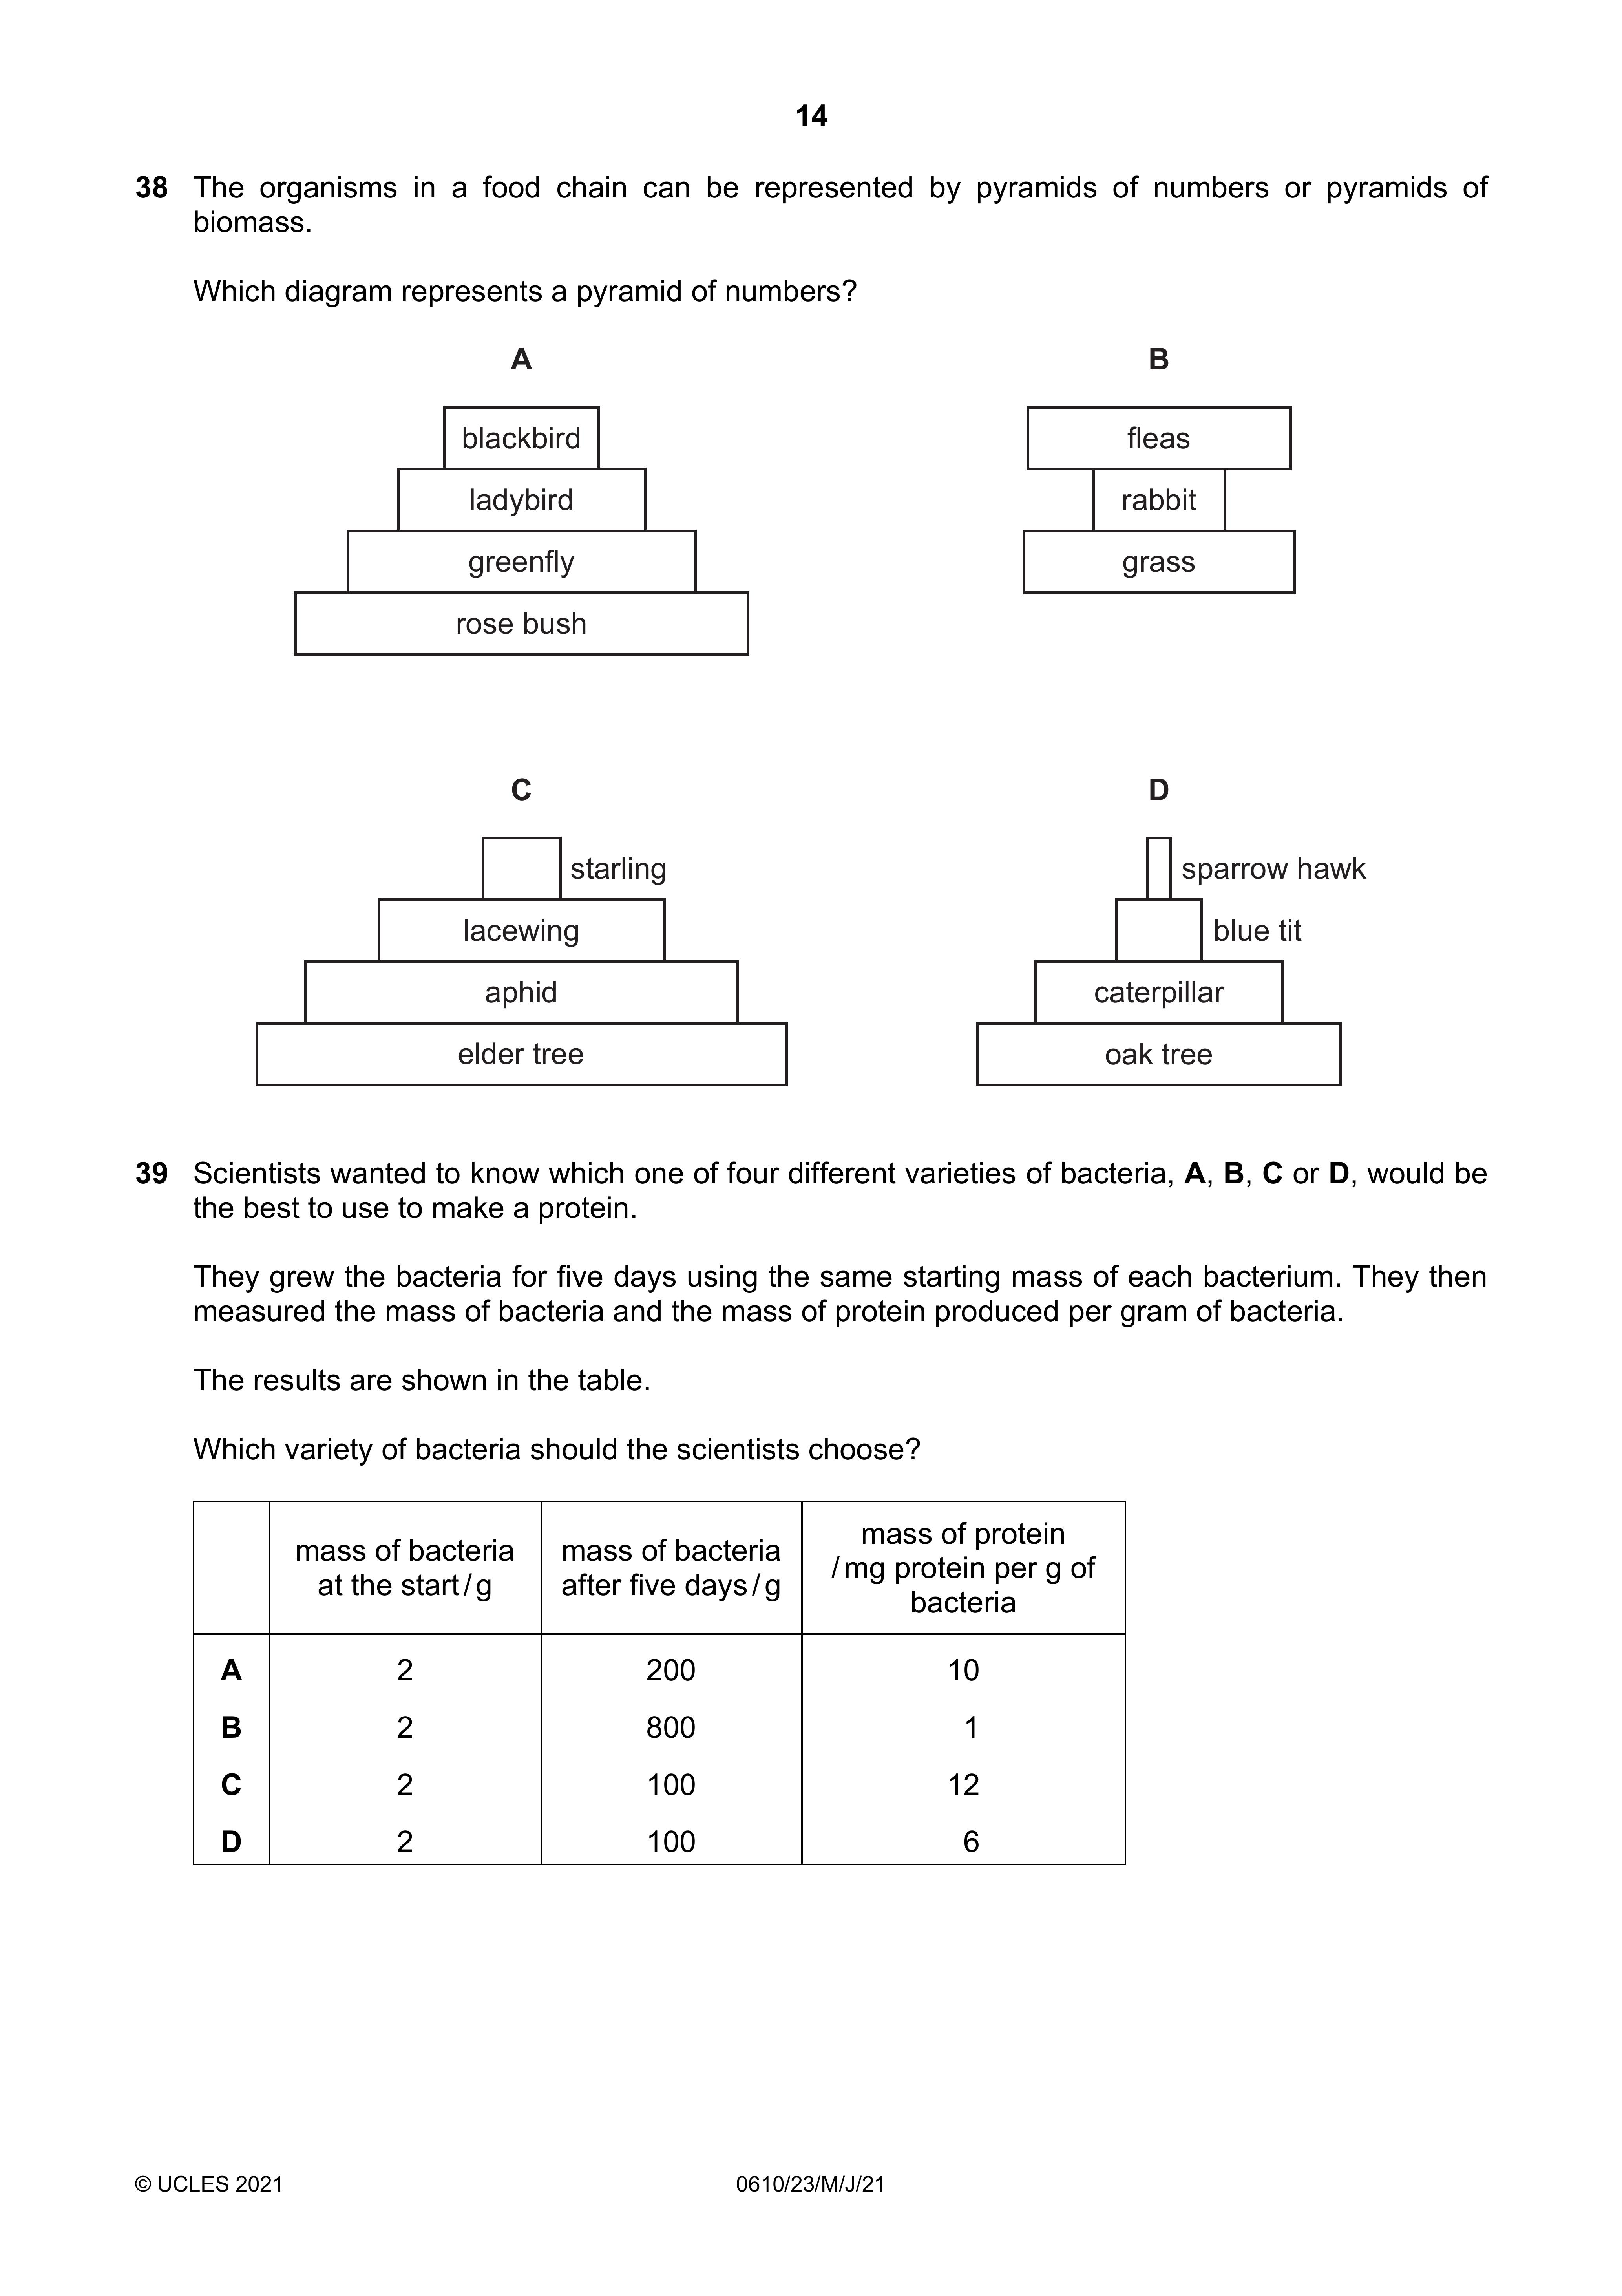 14
38 The organisms in a food chain can be represented by pyramids of numbers or pyramids of
biomass.
Which diagram represents a pyramid of numbers?
A
blackbird
ladybird
greenfly
rose bush
B
fleas
rabbit
grass
C
starling
lacewing
aphid
elder tree
D
sparrow hawk
blue tit
caterpillar
oak tree
39 Scientists wanted to know which one of four different varieties of bacteria, A, B, C or D, would be
the best to use to make a protein.
They grew the bacteria for five days using the same starting mass of each bacterium. They then
measured the mass of bacteria and the mass of protein produced per gram of bacteria.
The results are shown in the table.
Which variety of bacteria should the scientists choose?
mass of bacteria
at the start / g
mass of bacteria
after five days / g
mass of protein
/ mg protein per g of
bacteria
A 2 200 10
B 2 800 1
C 2 100 12
D 2 100 6
© UCLES 2021 0610/23/M/J/21